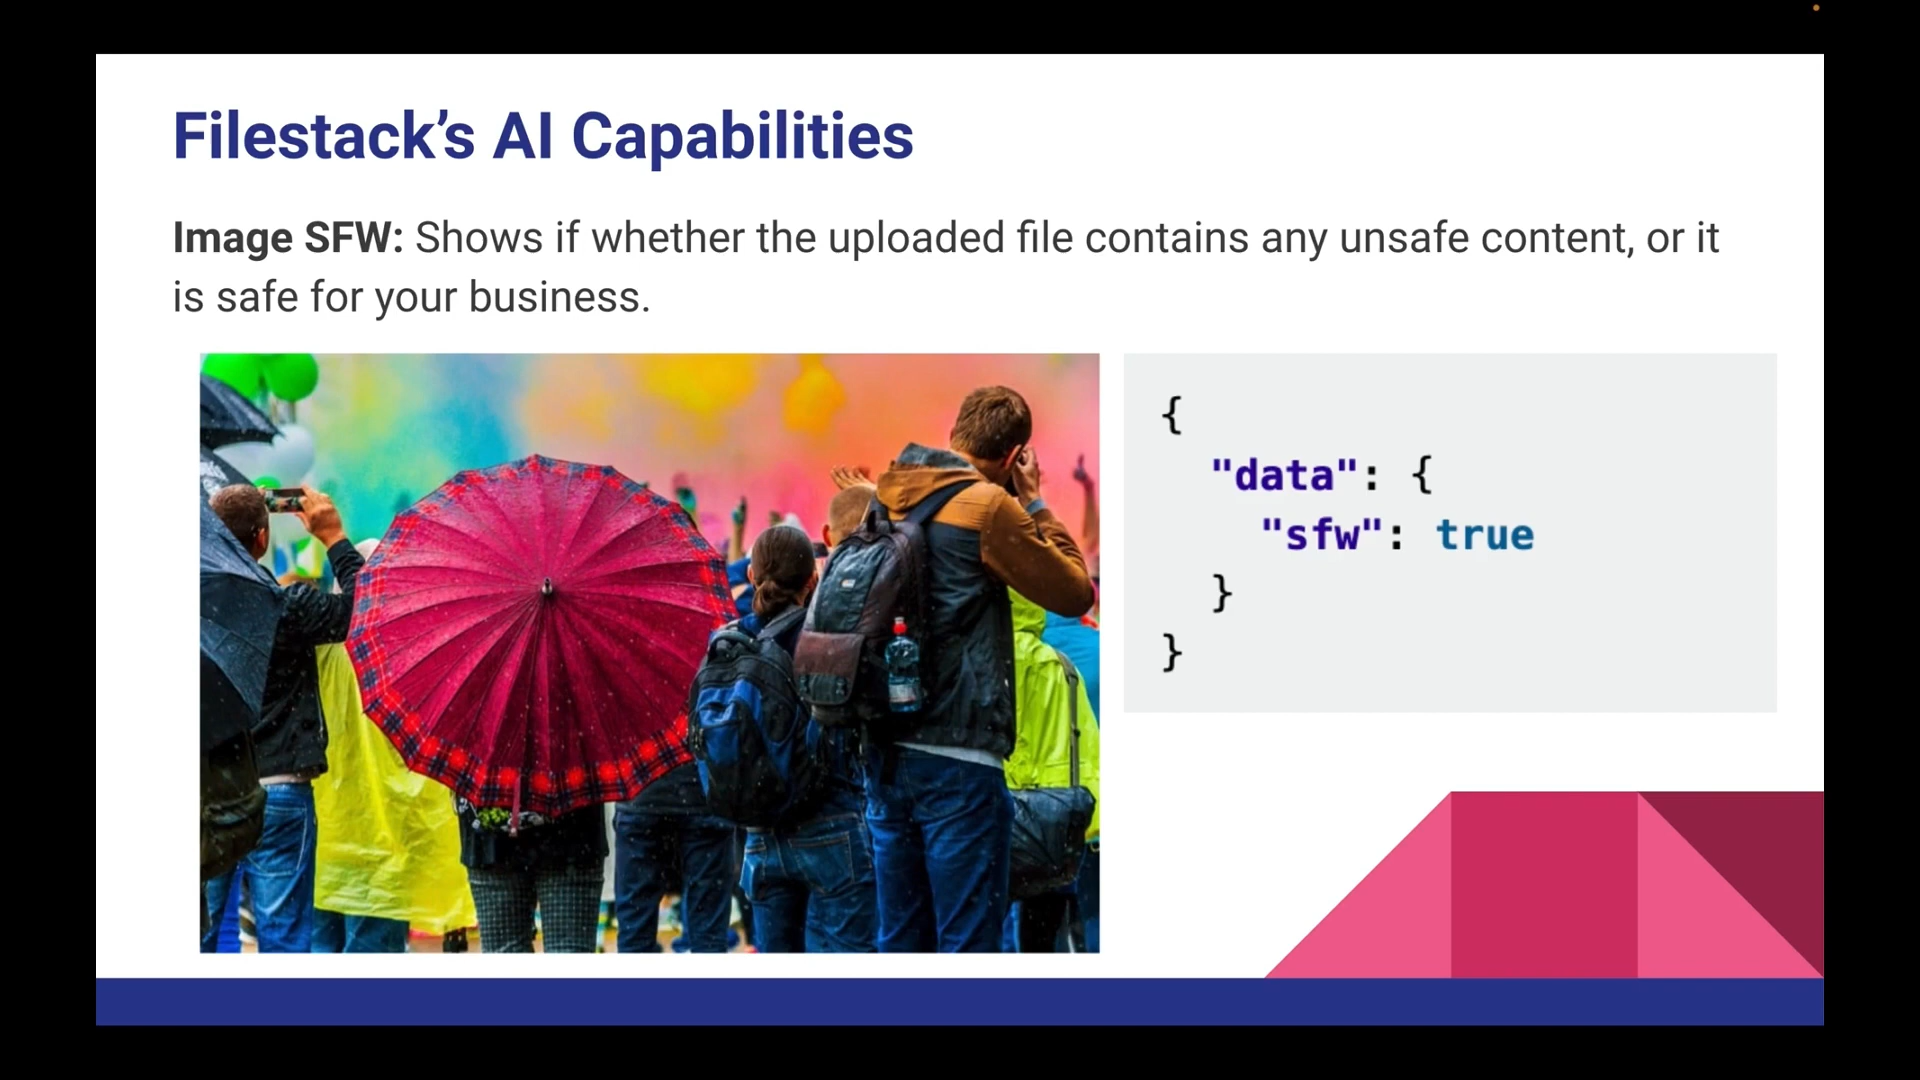 Filestack’s AI Capabilities
Image SFW: Shows if whether the uploaded file contains any unsafe content, or it
is safe for your business.
{
"data": {
"sfw": true
}
}